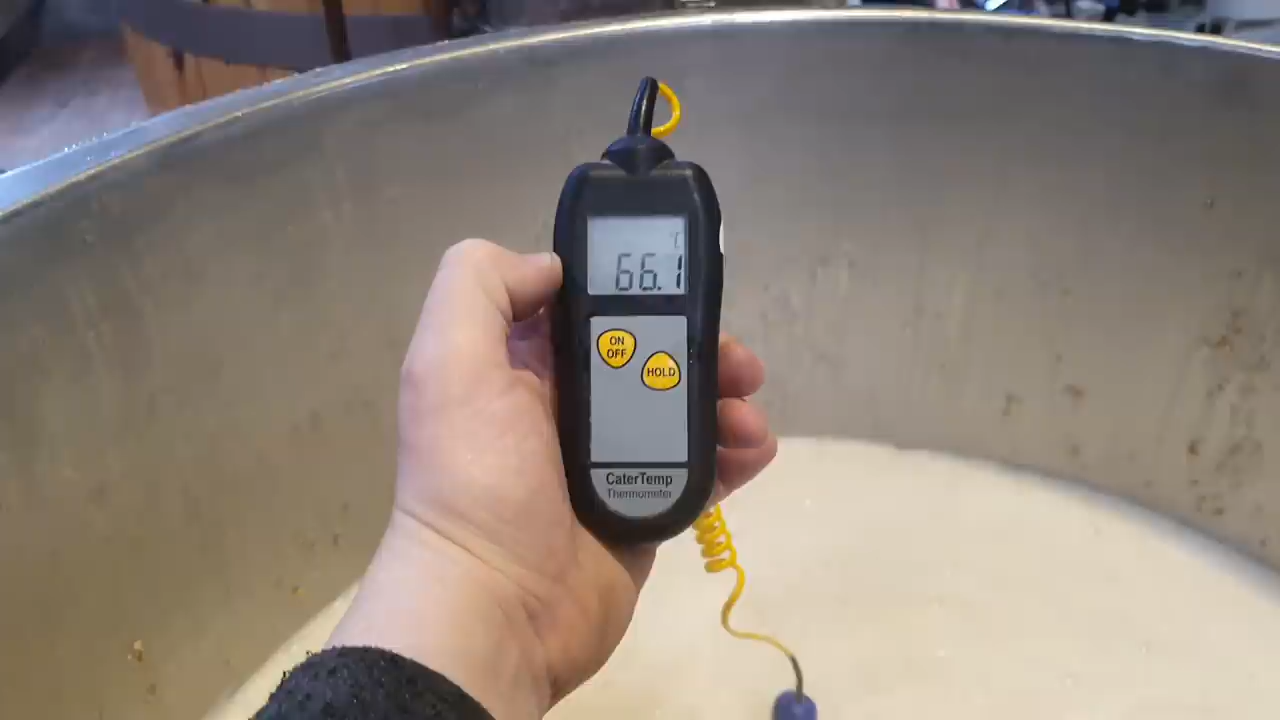 °C
66.1
ON
OFF
HOLD
CaterTemp
Thermometer